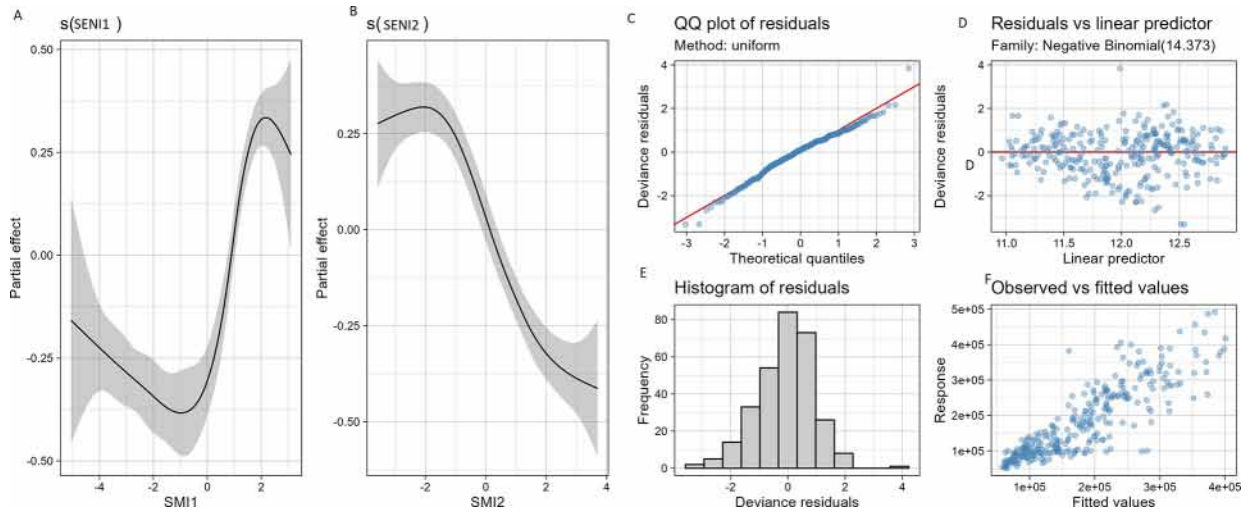 A
s(SENI1 )
0.50
0.25
0.00
-0.25
-0.50
Partial effect
-4
-2
0
2
SMI1
B
s(SENI2)
0.25
0.00
-0.25
-0.50
Partial effect
-2
0
2
4
SMI2
C
QQ plot of residuals
Method: uniform
4
2
0
-2
Deviance residuals
-3
-2
-1
0
1
2
3
Theoretical quantiles
D
Residuals vs linear predictor
Family: Negative Binomial(14.373)
4
2
0
-2
Deviance residuals
D
11.0
11.5
12.0
12.5
Linear predictor
E
Histogram of residuals
80
60
40
20
0
Frequency
-2
0
2
4
Deviance residuals
F
Observed vs fitted values
5e+05
4e+05
3e+05
2e+05
1e+05
Response
1e+05
2e+05
3e+05
4e+05
Fitted values